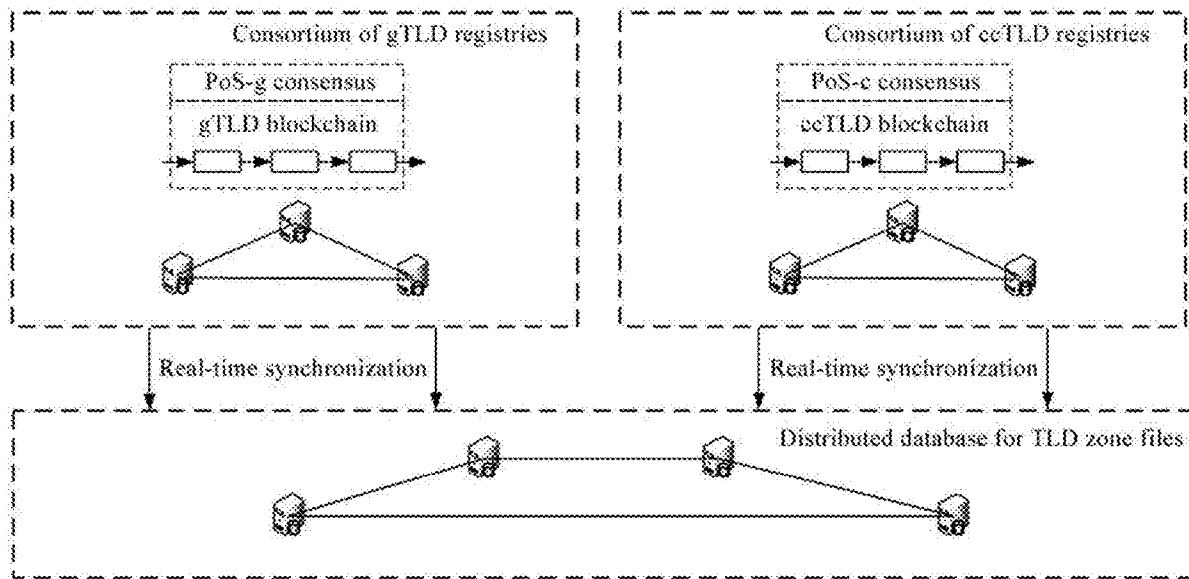 Consortium of gTLD registries
PoS-g consensus
gTLD blockchain
Consortium of ccTLD registries
PoS-c consensus
ccTLD blockchain
Real-time synchronization
Real-time synchronization
Distributed database for TLD zone files